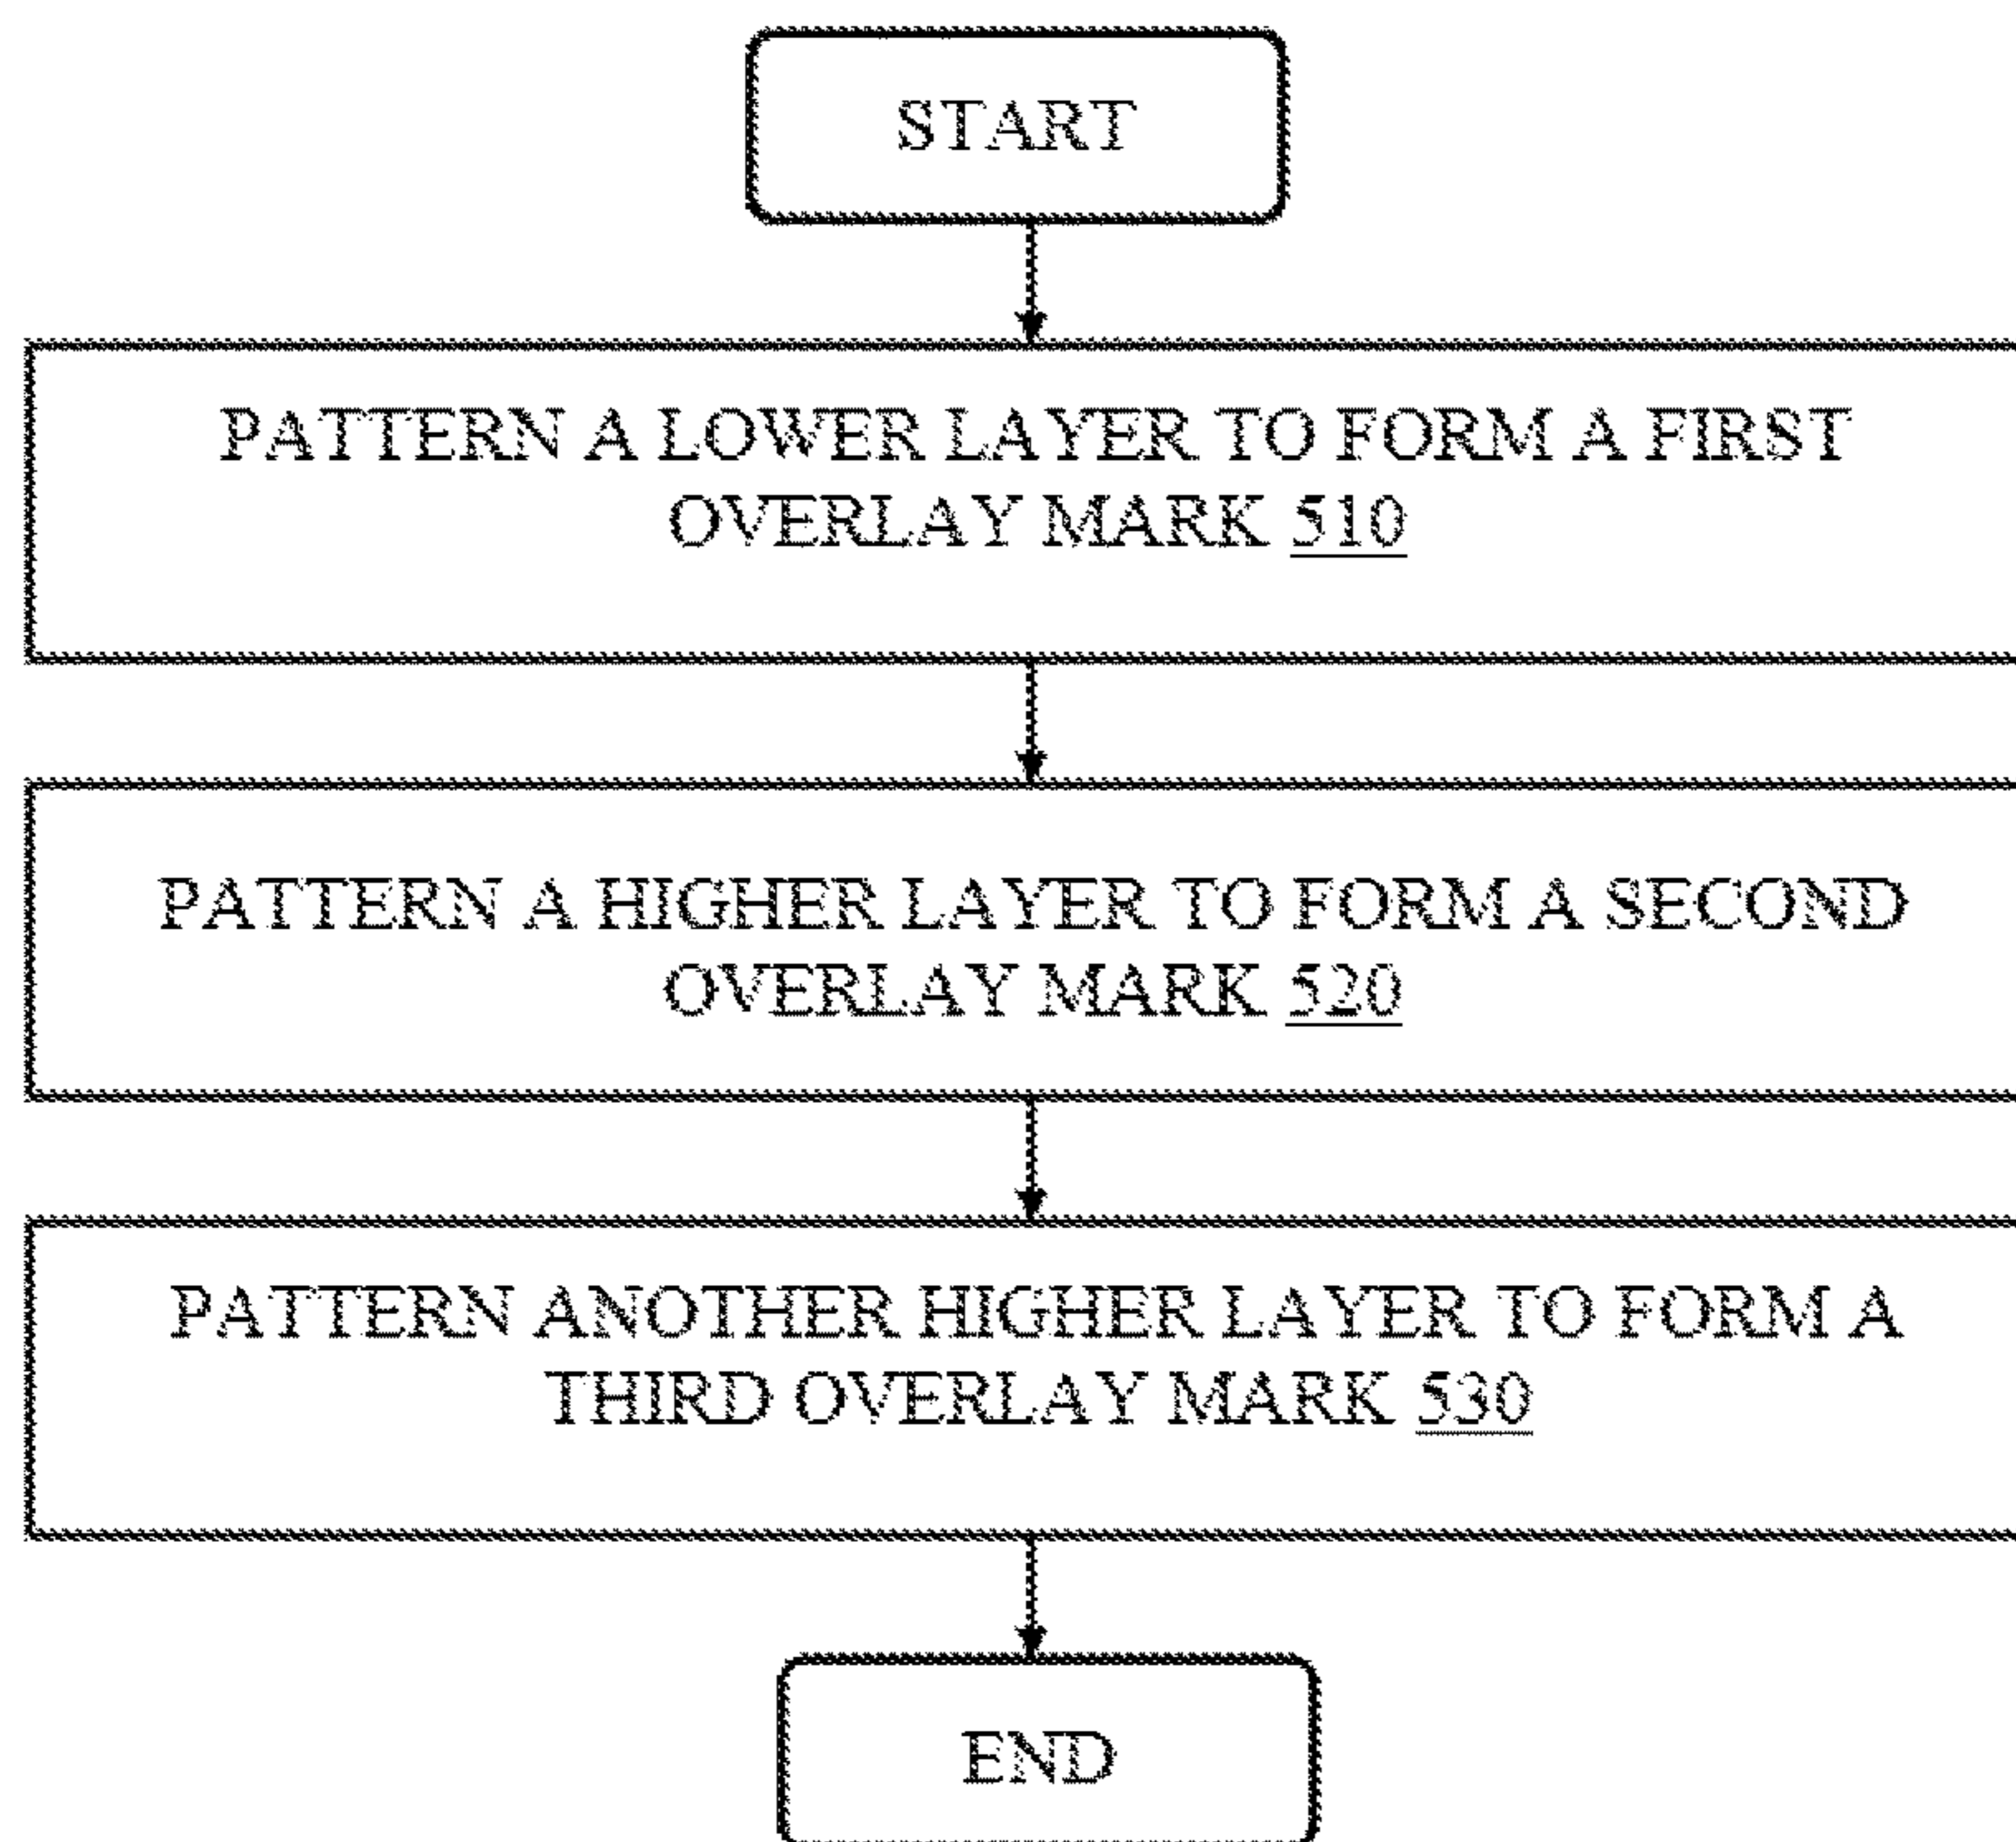 START
PATTERN A LOWER LAYER TO FORM A FIRST
OVERLAY MARK 510
PATTERN A HIGHER LAYER TO FORM A SECOND
OVERLAY MARK 520
PATTERN ANOTHER HIGHER LAYER TO FORM A
THIRD OVERLAY MARK 530
END